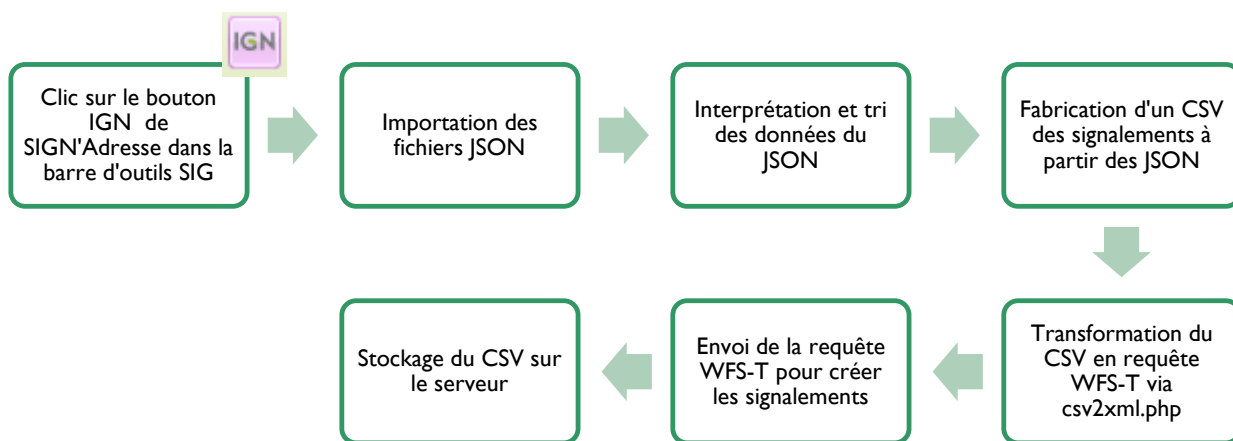 IGN
Clic sur le bouton
IGN de
SIGN'Adresse dans la
barre d'outils SIG
Importation des
fichiers JSON
Interprétation et tri
des données du
JSON
Fabrication d'un CSV
des signalements à
partir des JSON
Transformation du
CSV en requête
WFS-T via
csv2xml.php
Envoi de la requête
WFS-T pour créer
les signalements
Stockage du CSV sur
le serveur